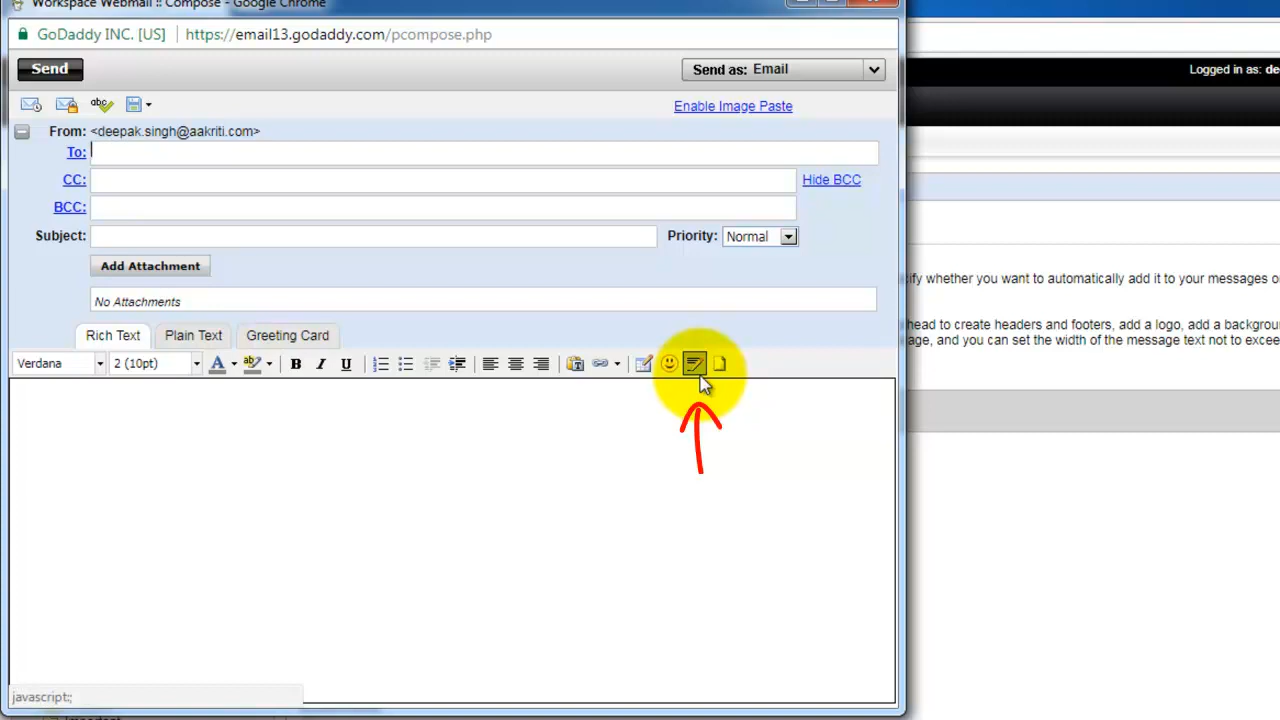 Workspace Webmail :: Compose - Google Chrome
GoDaddy INC. [US] https://email13.godaddy.com/pcompose.php
Logged in as: de
Send
Send as: Email
abc
Enable Image Paste
From: <deepak.singh@aakriti.com>
To:
CC: Hide BCC
BCC:
Subject: Priority: Normal
Add Attachment
ify whether you want to automatically add it to your messages o
No Attachments
head to create headers and footers, add a logo, add a backgrou
age, and you can set the width of the message text not to excee
Rich Text Plain Text Greeting Card
Verdana 2 (10pt) A ab B I U
javascript:;
Important